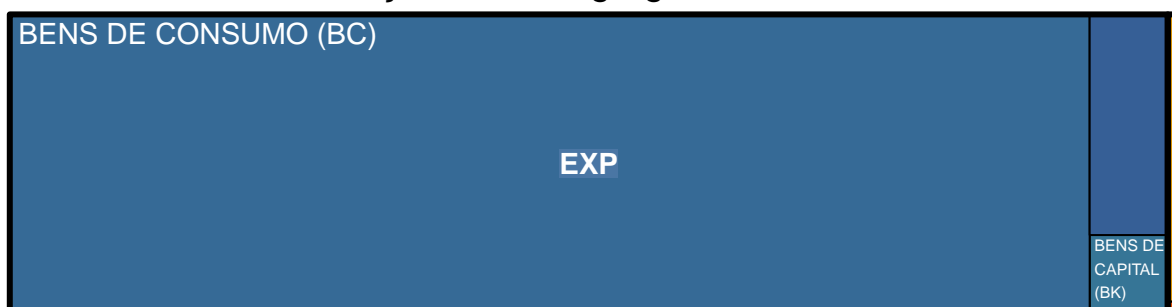 BENS DE CONSUMO (BC)
EXP
BENS DE
CAPITAL
(BK)